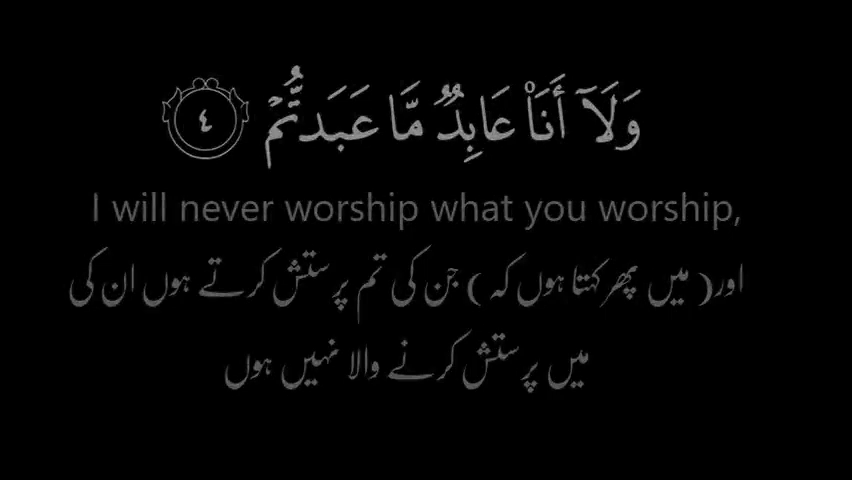 وَلَآ أَنَا۠ عَابِدٌۭ مَّا عَبَدتُّمْ ٤
I will never worship what you worship,
اور( میں پھر کہتا ہوں کہ ) جن کی تم پرستش کرتے ہوں ان کی
میں پرستش کرنے والا نہیں ہوں